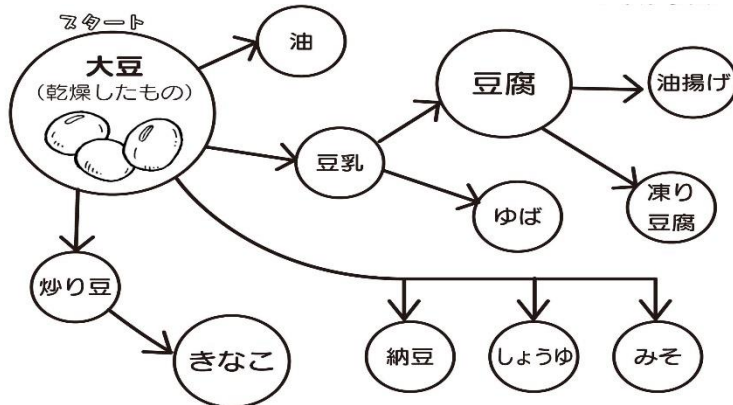 スタート
大豆
(乾燥したもの)
油
豆腐
油揚げ
豆乳
ゆば
凍り
豆腐
炒り豆
きなこ
納豆
しょうゆ
みそ